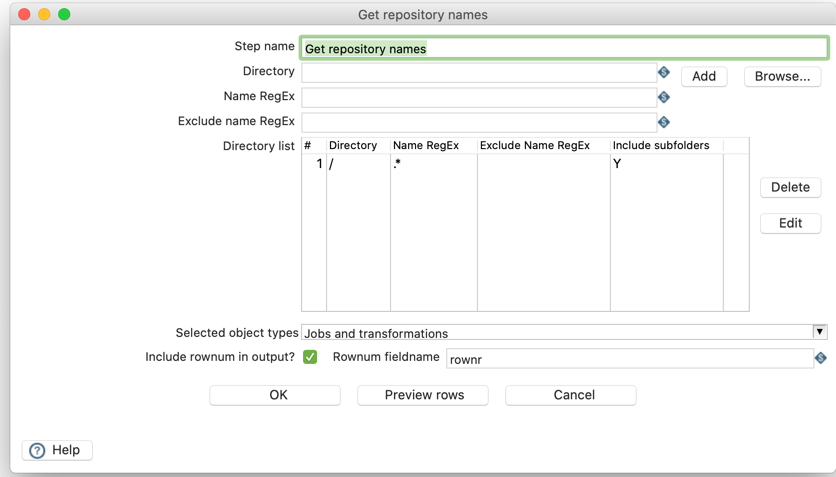 Get repository names
Step name Get repository names
Directory Add Browse...
Name RegEx
Exclude name RegEx
Directory list # Directory Name RegEx Exclude Name RegEx Include subfolders
1 / .* Y
Delete
Edit
Selected object types Jobs and transformations
Include rownum in output? Rownum fieldname rownr
OK Preview rows Cancel
? Help